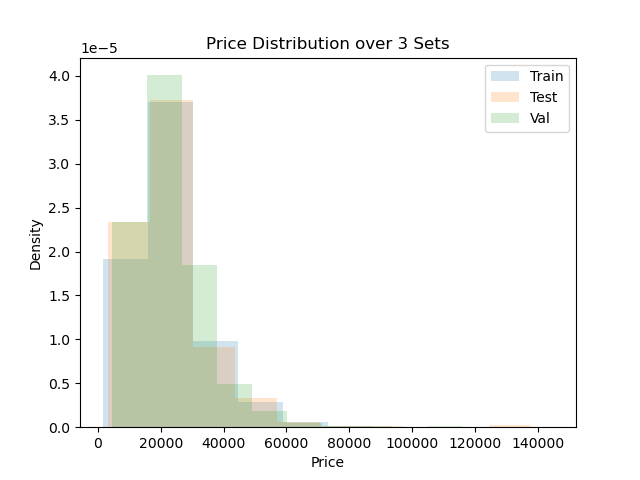 Price Distribution over 3 Sets
1e−5
Train
Test
Val
4.0
3.5
3.0
2.5
2.0
1.5
1.0
0.5
0.0
Density
0 20000 40000 60000 80000 100000 120000 140000
Price